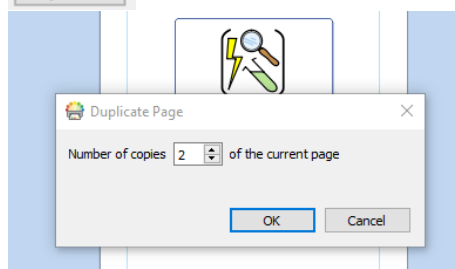 Duplicate Page
Number of copies 2 of the current page
OK Cancel